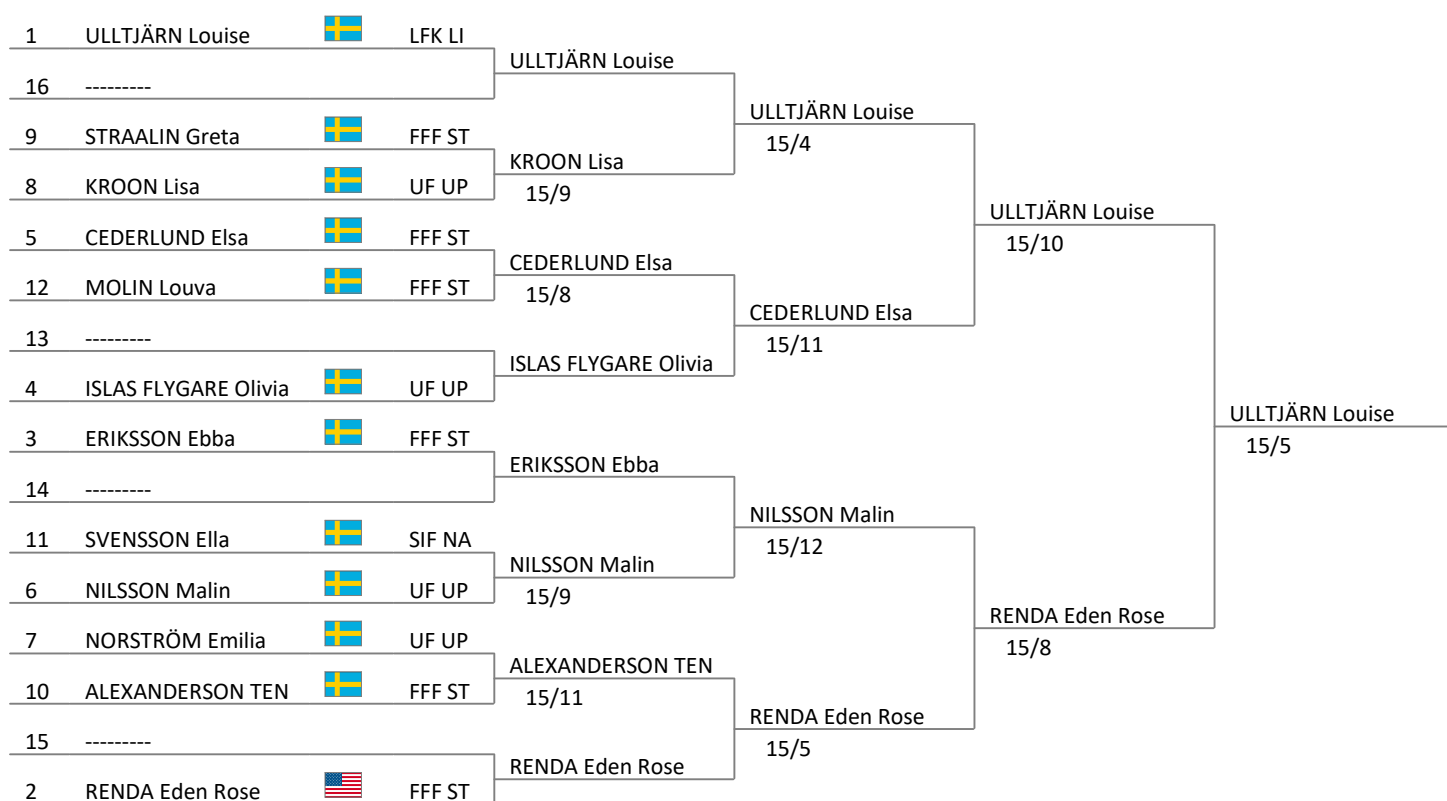 1 ULLTJÄRN Louise LFK LI
ULLTJÄRN Louise
16 ---------
ULLTJÄRN Louise
15/4
9 STRAALIN Greta FFF ST
KROON Lisa
15/9
8 KROON Lisa UF UP
ULLTJÄRN Louise
15/10
5 CEDERLUND Elsa FFF ST
CEDERLUND Elsa
15/8
12 MOLIN Louva FFF ST
CEDERLUND Elsa
15/11
13 ---------
ISLAS FLYGARE Olivia
4 ISLAS FLYGARE Olivia UF UP
ULLTJÄRN Louise
15/5
3 ERIKSSON Ebba FFF ST
ERIKSSON Ebba
14 ---------
NILSSON Malin
15/12
11 SVENSSON Ella SIF NA
NILSSON Malin
15/9
6 NILSSON Malin UF UP
RENDA Eden Rose
15/8
7 NORSTRÖM Emilia UF UP
ALEXANDERSON TEN
15/11
10 ALEXANDERSON TEN FFF ST
RENDA Eden Rose
15/5
15 ---------
RENDA Eden Rose
2 RENDA Eden Rose FFF ST